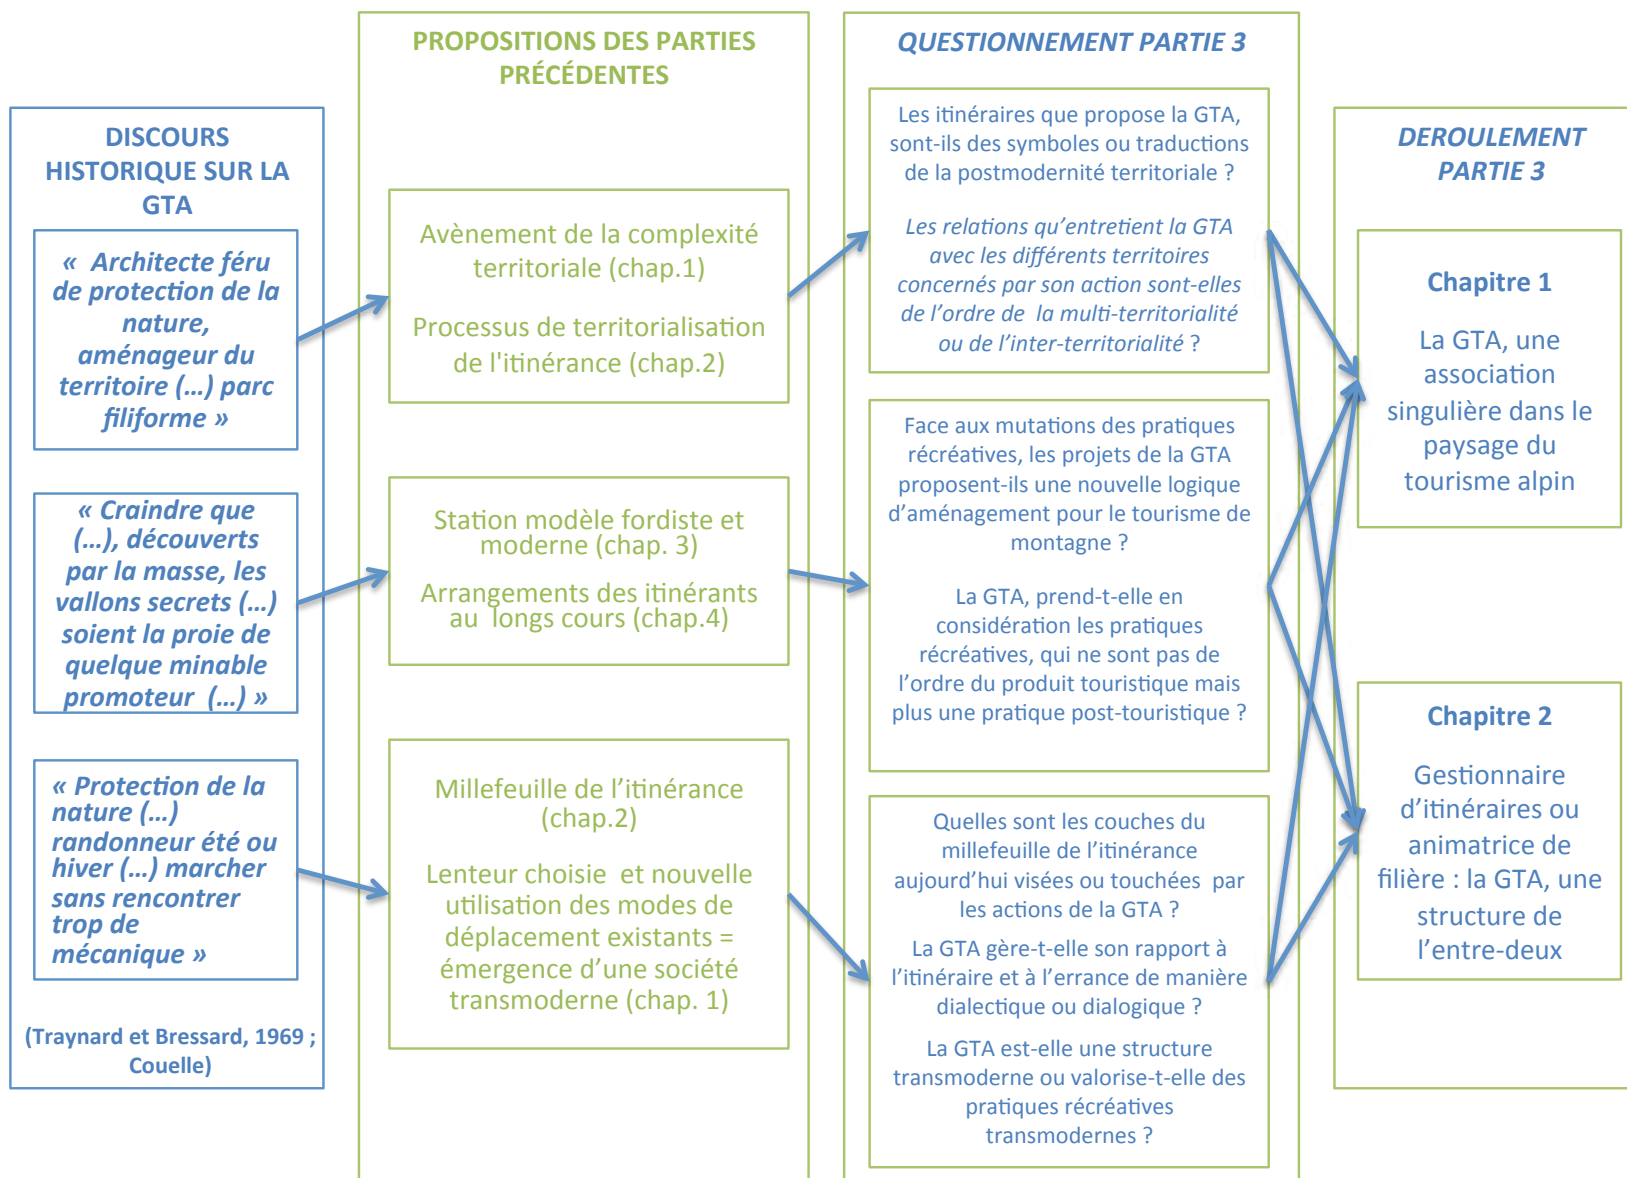 DISCOURS
HISTORIQUE SUR LA
GTA
« Architecte féru
de protection de la
nature,
aménageur du
territoire (…) parc
filiforme »
« Craindre que
(…), découverts
par la masse, les
vallons secrets (…)
soient la proie de
quelque minable
promoteur (…) »
« Protection de la
nature (…)
randonneur été ou
hiver (…) marcher
sans rencontrer
trop de
mécanique »
(Traynard et Bressard, 1969 ;
Couelle)
PROPOSITIONS DES PARTIES
PRÉCÉDENTES
Avènement de la complexité
territoriale (chap.1)
Processus de territorialisation
de l'itinérance (chap.2)
Station modèle fordiste et
moderne (chap. 3)
Arrangements des itinérants
au longs cours (chap.4)
Millefeuille de l’itinérance
(chap.2)
Lenteur choisie et nouvelle
utilisation des modes de
déplacement existants =
émergence d’une société
transmoderne (chap. 1)
QUESTIONNEMENT PARTIE 3
Les itinéraires que propose la GTA,
sont-ils des symboles ou traductions
de la postmodernité territoriale ?
Les relations qu’entretient la GTA
avec les différents territoires
concernés par son action sont-elles
de l’ordre de la multi-territorialité
ou de l’inter-territorialité ?
Face aux mutations des pratiques
récréatives, les projets de la GTA
proposent-ils une nouvelle logique
d’aménagement pour le tourisme de
montagne ?
La GTA, prend-t-elle en
considération les pratiques
récréatives, qui ne sont pas de
l’ordre du produit touristique mais
plus une pratique post-touristique ?
Quelles sont les couches du
millefeuille de l’itinérance
aujourd’hui visées ou touchées par
les actions de la GTA ?
La GTA gère-t-elle son rapport à
l’itinéraire et à l’errance de manière
dialectique ou dialogique ?
La GTA est-elle une structure
transmoderne ou valorise-t-elle des
pratiques récréatives
transmodernes ?
DEROULEMENT
PARTIE 3
Chapitre 1
La GTA, une
association
singulière dans le
paysage du
tourisme alpin
Chapitre 2
Gestionnaire
d’itinéraires ou
animatrice de
filière : la GTA, une
structure de
l’entre-deux